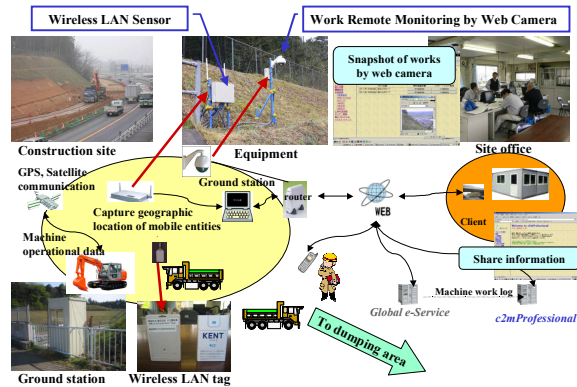 Wireless LAN Sensor
Work Remote Monitoring by Web Camera
Snapshot of works
by web camera
Construction site
Equipment
Site office
GPS, Satellite
communication
Ground station
router
Capture geographic
location of mobile entities
WEB
Client
Machine
operational data
Share information
Global e-Service
Machine work log
c2mProfessional
To dumping area
KENT
Ground station
Wireless LAN tag